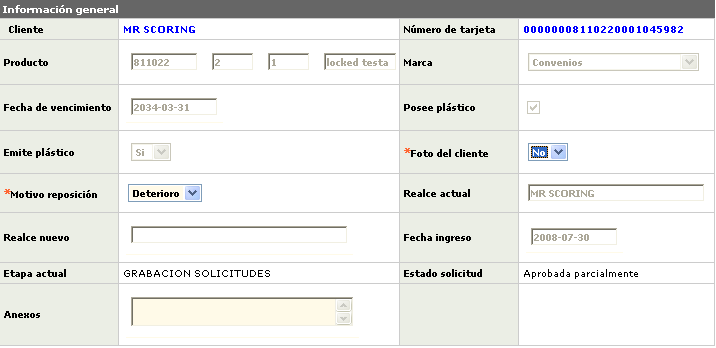 Información general
Cliente MR SCORING Número de tarjeta 00000008110220001045982
Producto 811022 2 1 locked testa Marca Convenios
Fecha de vencimiento 2034-03-31 Posee plástico
Emite plástico Si *Foto del cliente No
*Motivo reposición Deterioro Realce actual MR SCORING
Realce nuevo Fecha ingreso 2008-07-30
Etapa actual GRABACION SOLICITUDES Estado solicitud Aprobada parcialmente
Anexos